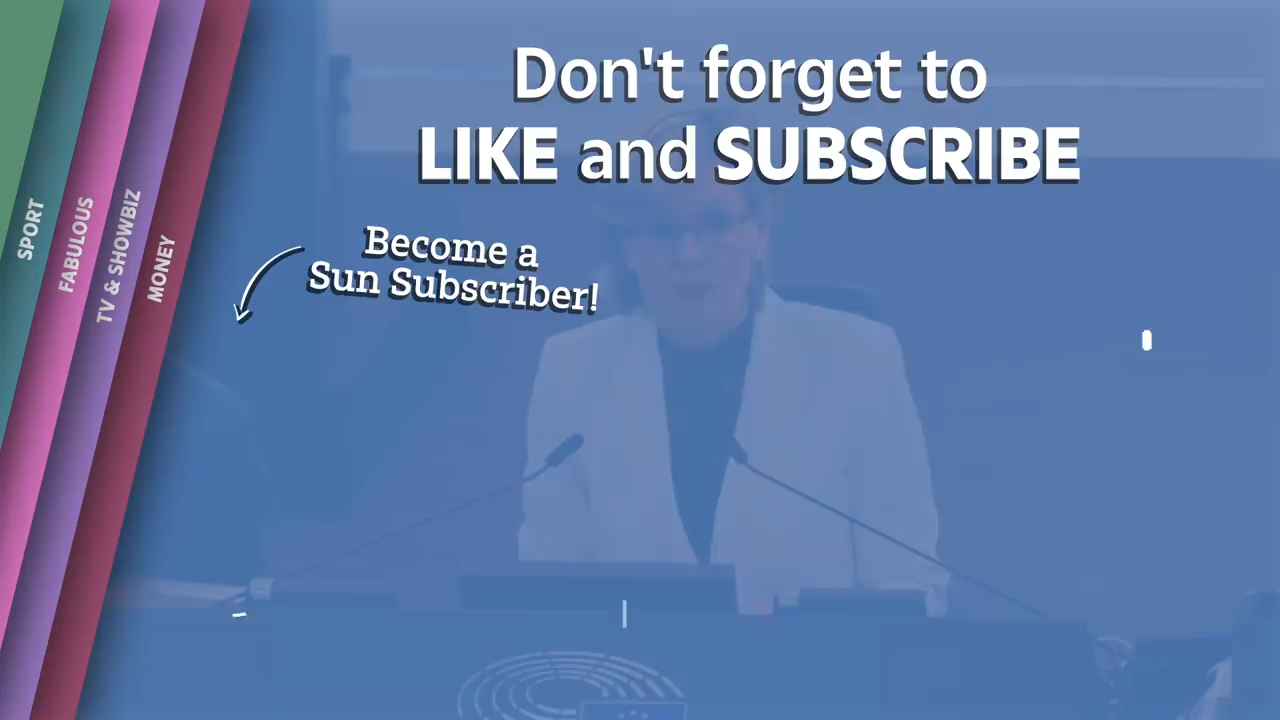 Don't forget to
LIKE and SUBSCRIBE
Become a
Sun Subscriber!
SPORT
FABULOUS
TV & SHOWBIZ
MONEY